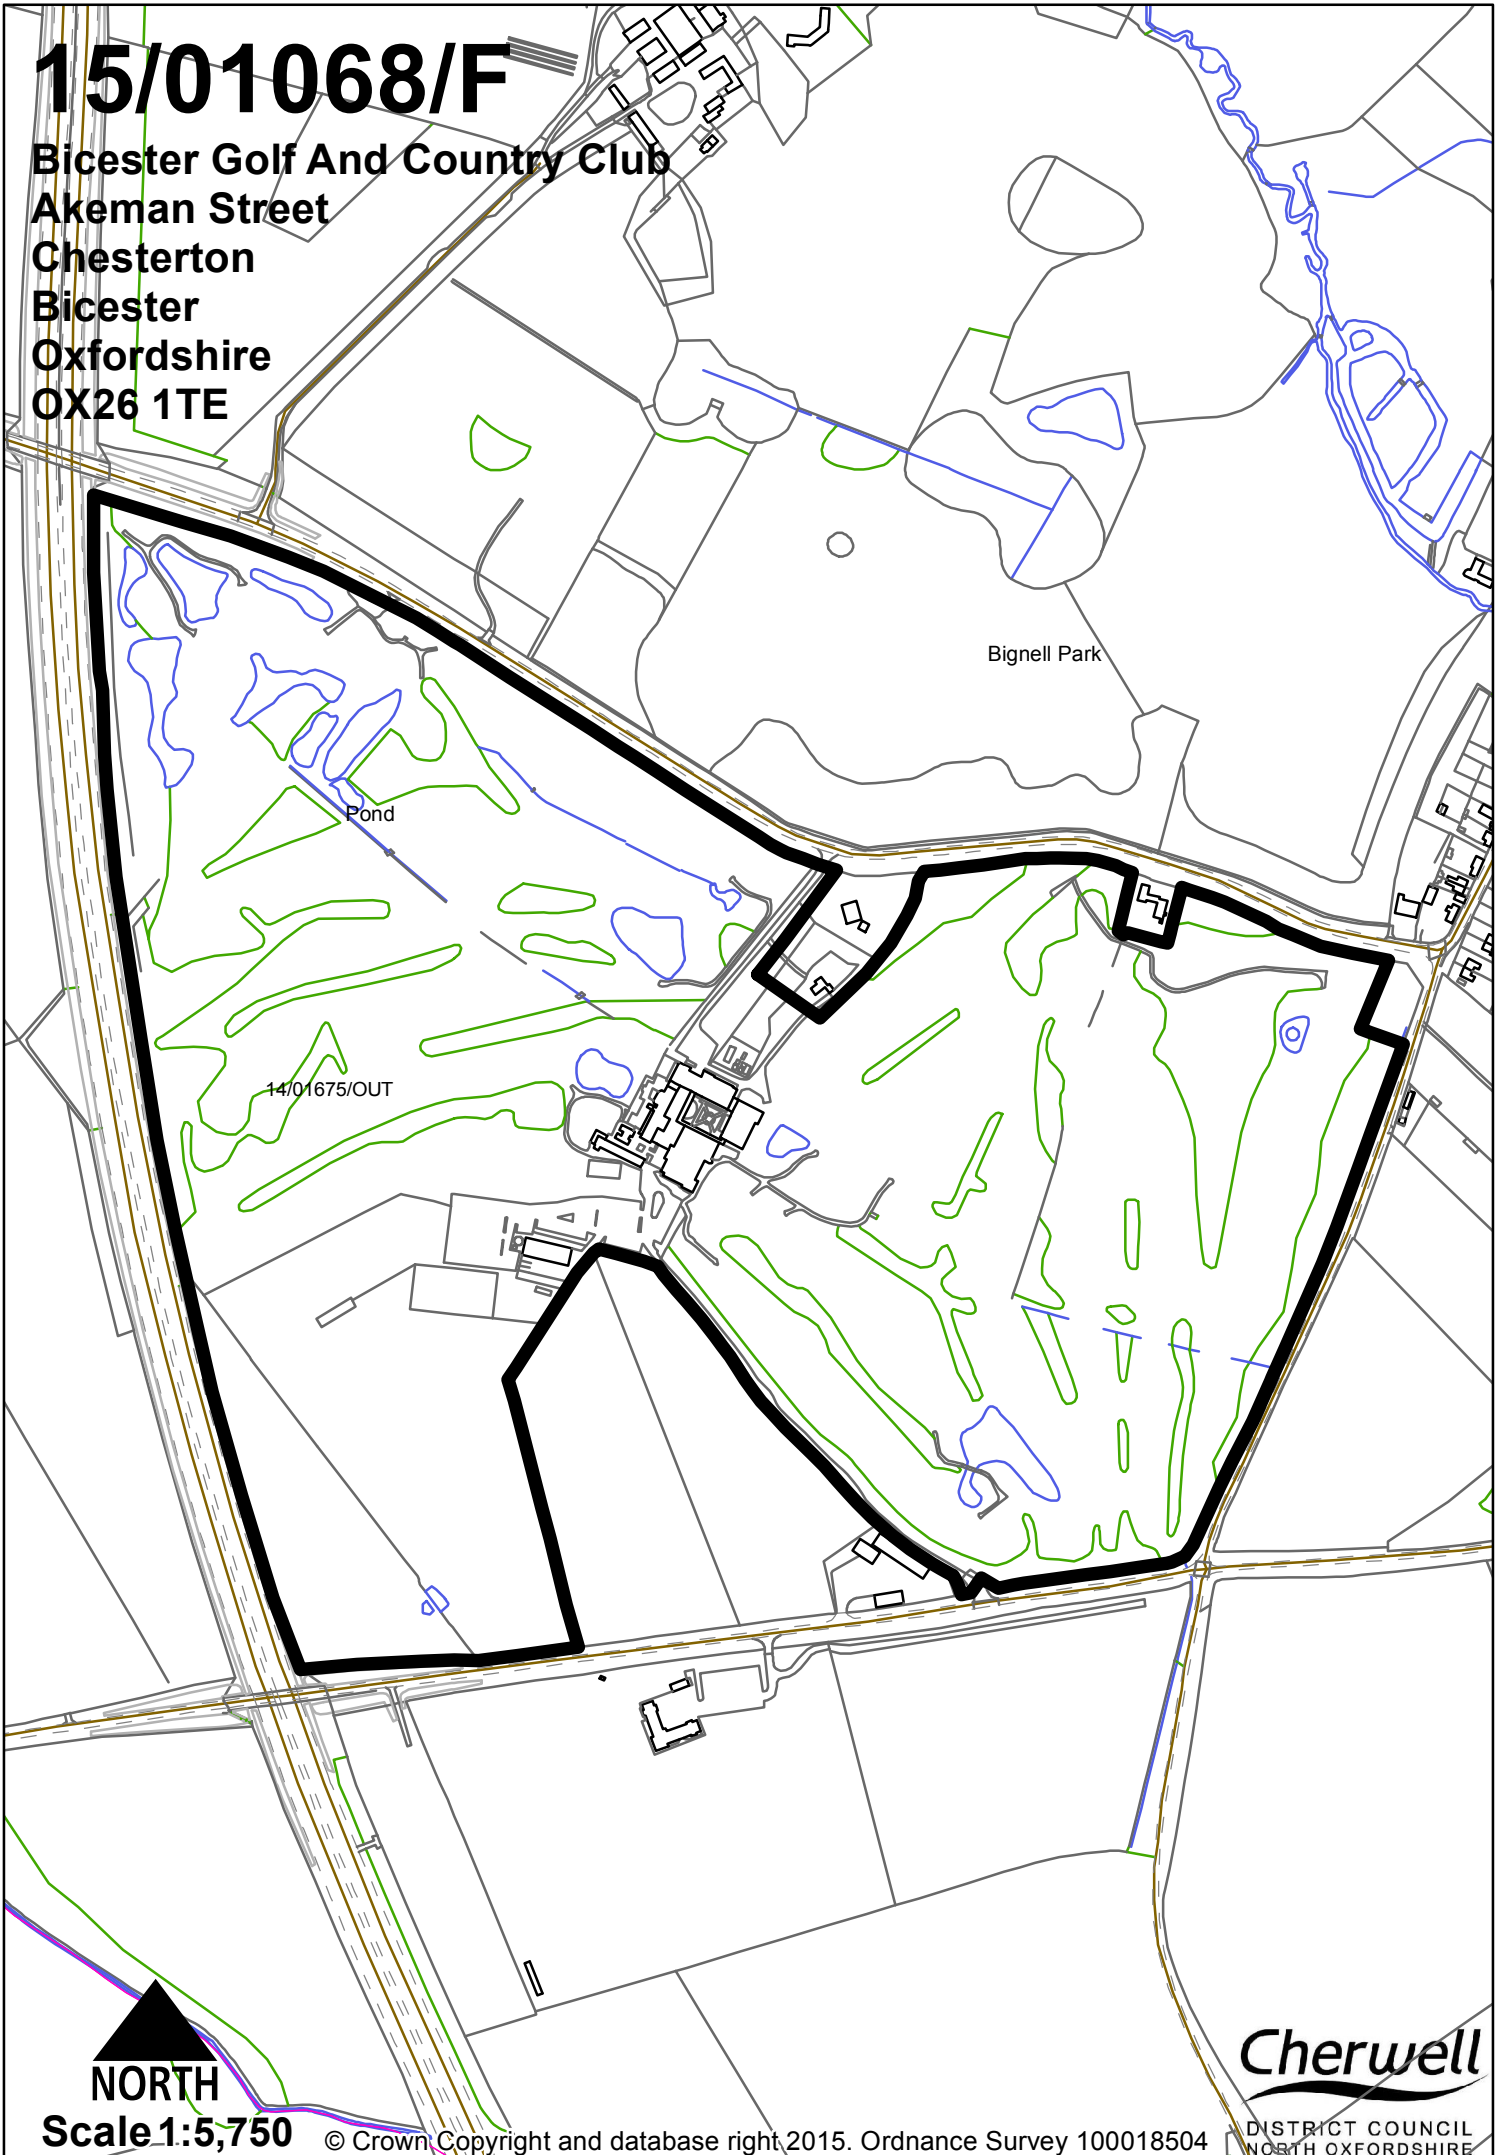 15/01068/F
Bicester Golf And Country Club
Akeman Street
Chesterton
Bicester
Oxfordshire
OX26 1TE
Bignell Park
Pond
14/01675/OUT
NORTH
Scale 1:5,750
© Crown Copyright and database right 2015. Ordnance Survey 100018504
Cherwell
DISTRICT COUNCIL
NORTH OXFORDSHIRE